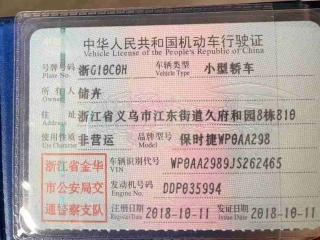 中华人民共和国机动车行驶证
Vehicle License of the People's Republic of China
号牌号码 浙G10C0H 车辆类型 小型轿车
Plate No. Vehicle Type
所有人 储卉
住址 浙江省义乌市江东街道久府和园8栋810
使用性质 非营运 品牌型号 保时捷WP0AA298
Use Character Model
浙江省金华
市公安局交
通警察支队
车辆识别代号 WP0AA2989JS262465
VIN
发动机号码 DDP035994
Engine No.
注册日期 2018-10-11 发证日期 2018-10-11
Register Date Issue Date